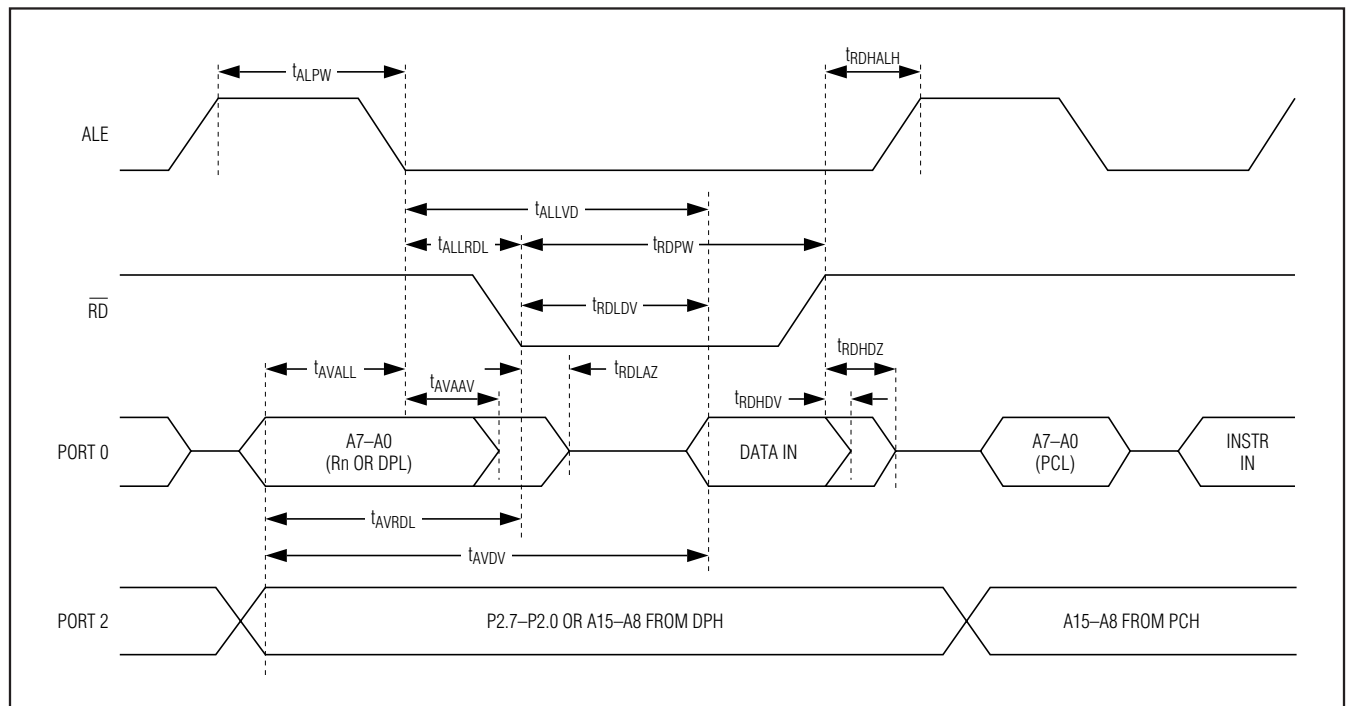 tALPW
tRDHALH
ALE
tALLVD
tALLRDL
tRDPW
RD
tRDLDV
tRDHDZ
tAVALL
tRDLAZ
tAVAAV
tRDHDV
PORT 0
A7–A0
(Rn OR DPL)
DATA IN
A7–A0
(PCL)
INSTR
IN
tAVRDL
tAVDV
PORT 2
P2.7–P2.0 OR A15–A8 FROM DPH
A15–A8 FROM PCH